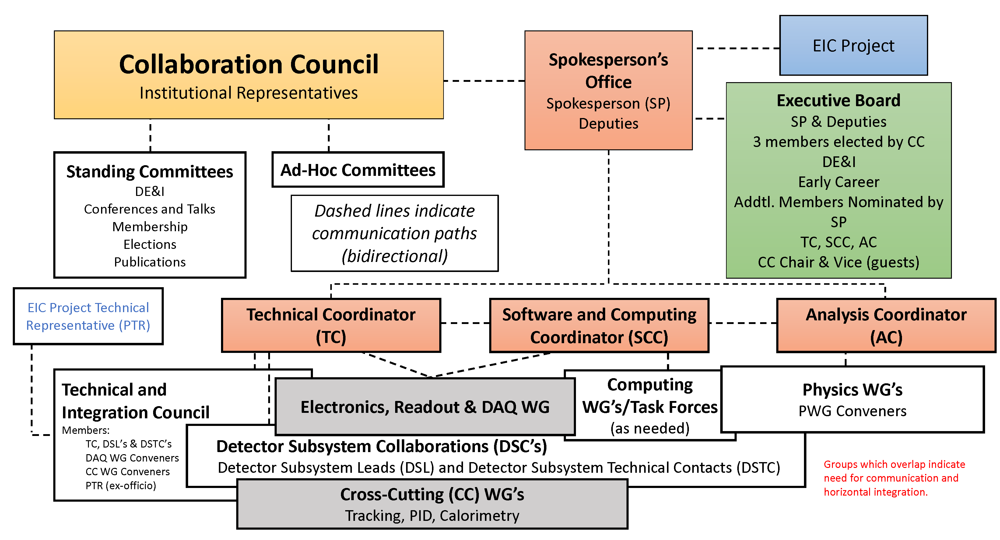 Collaboration Council
Institutional Representatives
Spokesperson’s
Office
Spokesperson (SP)
Deputies
EIC Project
Executive Board
SP & Deputies
3 members elected by CC
DE&I
Early Career
Addtl. Members Nominated by
SP
TC, SCC, AC
CC Chair & Vice (guests)
Standing Committees
DE&I
Conferences and Talks
Membership
Elections
Publications
Ad-Hoc Committees
Dashed lines indicate
communication paths
(bidirectional)
EIC Project Technical
Representative (PTR)
Technical Coordinator
(TC)
Software and Computing
Coordinator (SCC)
Analysis Coordinator
(AC)
Technical and
Integration Council
Members:
TC, DSL’s & DSTC’s
DAQ WG Conveners
CC WG Conveners
PTR (ex-officio)
Electronics, Readout & DAQ WG
Computing
WG’s/Task Forces
(as needed)
Physics WG’s
PWG Conveners
Detector Subsystem Collaborations (DSC’s)
Detector Subsystem Leads (DSL) and Detector Subsystem Technical Contacts (DSTC)
Cross-Cutting (CC) WG’s
Tracking, PID, Calorimetry
Groups which overlap indicate
need for communication and
horizontal integration.